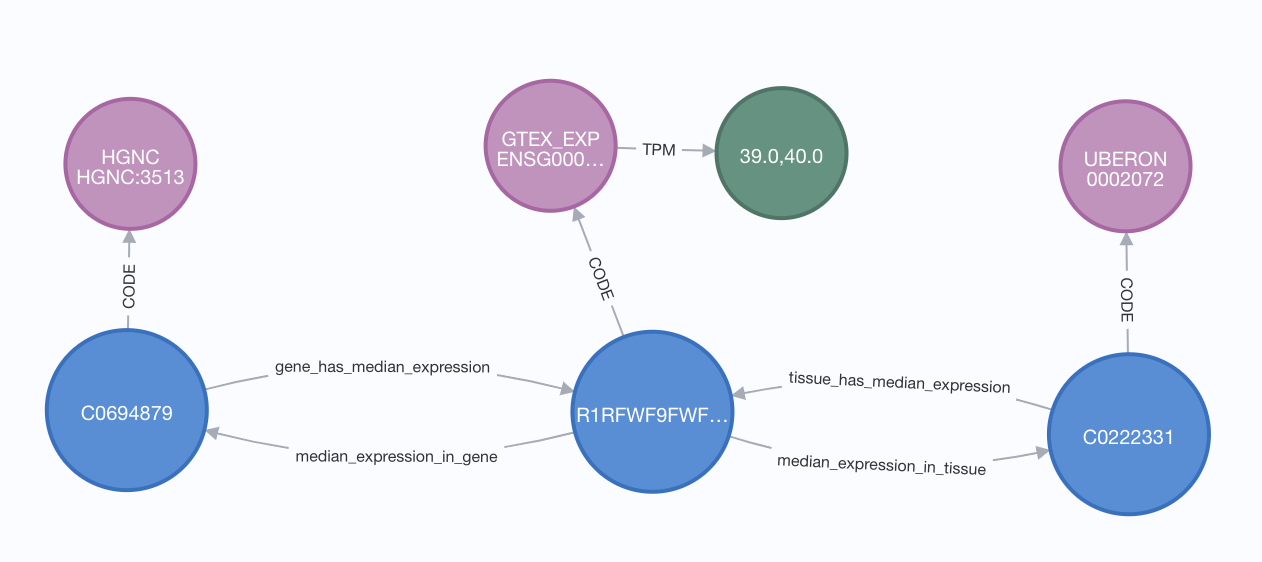 HGNC
HGNC:3513
GTEX_EXP
ENSG000…
TPM
39.0,40.0
UBERON
0002072
CODE
CODE
CODE
gene_has_median_expression
tissue_has_median_expression
C0694879
R1RFWF9FWF…
C0222331
median_expression_in_gene
median_expression_in_tissue